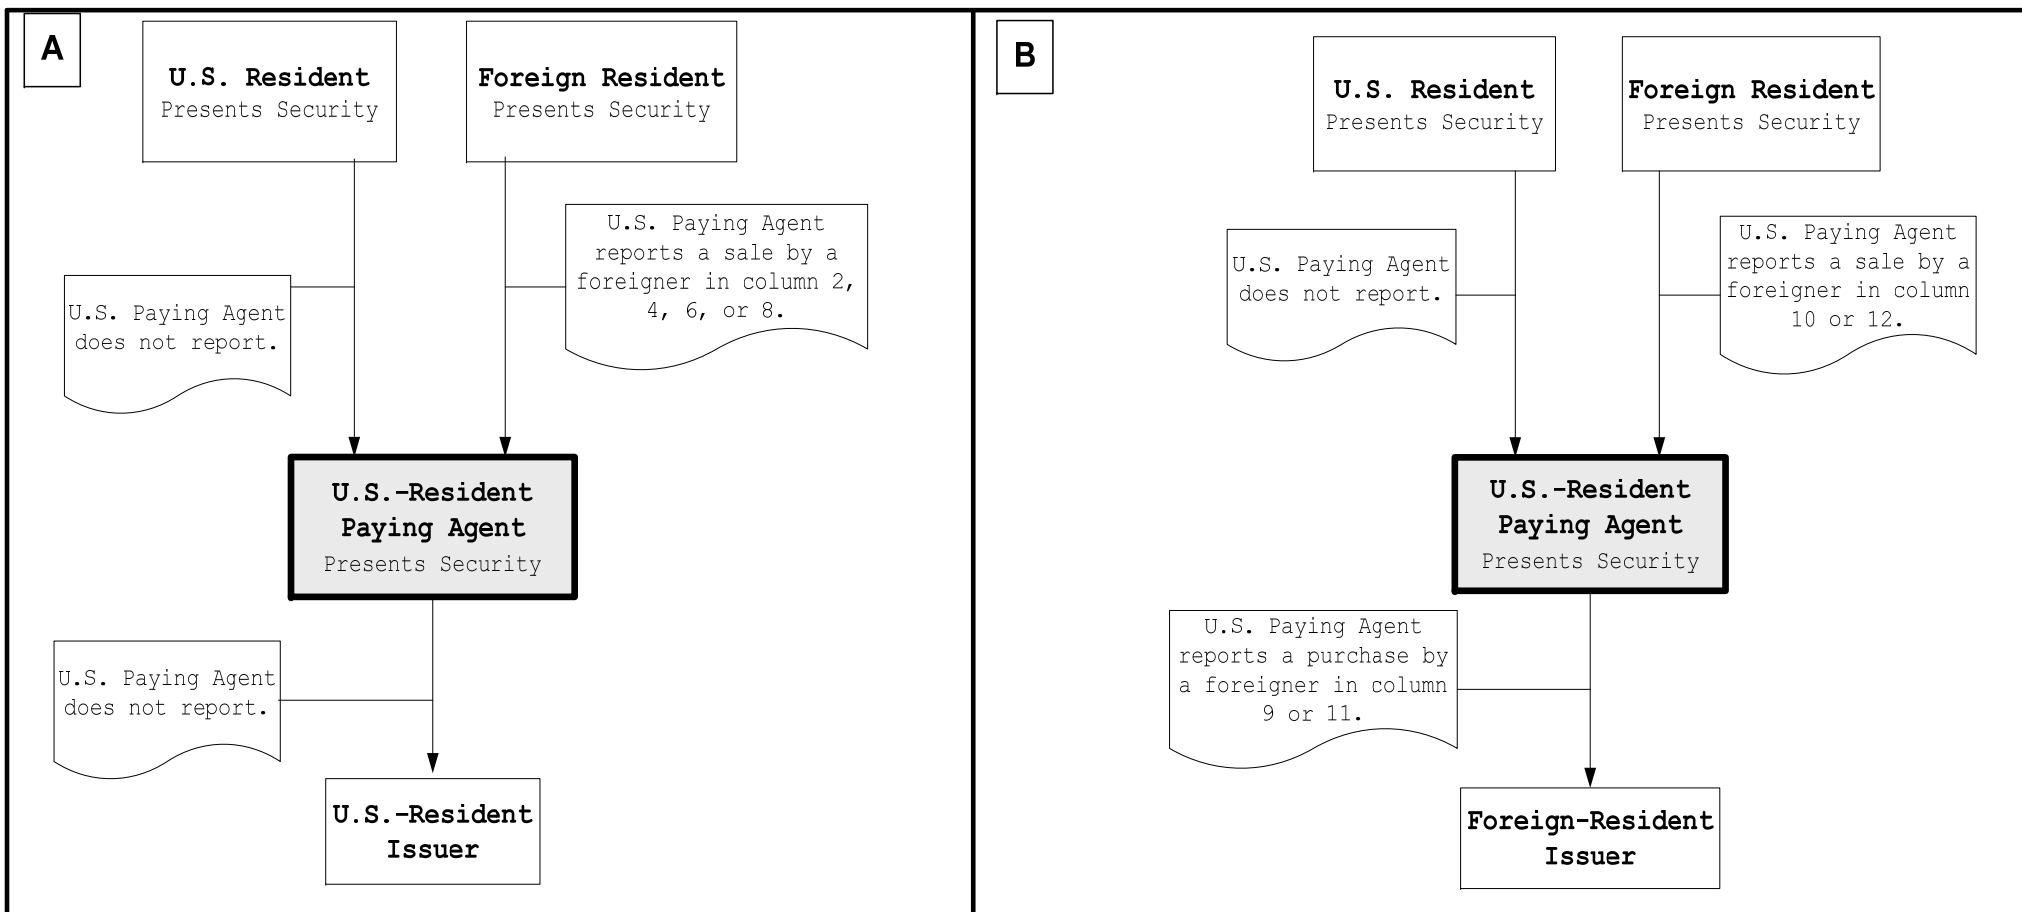 A
U.S. Resident
Presents Security
Foreign Resident
Presents Security
U.S. Paying Agent
does not report.
U.S. Paying Agent
reports a sale by a
foreigner in column 2,
4, 6, or 8.
U.S.-Resident
Paying Agent
Presents Security
U.S. Paying Agent
does not report.
U.S.-Resident
Issuer
B
U.S. Resident
Presents Security
Foreign Resident
Presents Security
U.S. Paying Agent
does not report.
U.S. Paying Agent
reports a sale by a
foreigner in column
10 or 12.
U.S.-Resident
Paying Agent
Presents Security
U.S. Paying Agent
reports a purchase by
a foreigner in column
9 or 11.
Foreign-Resident
Issuer